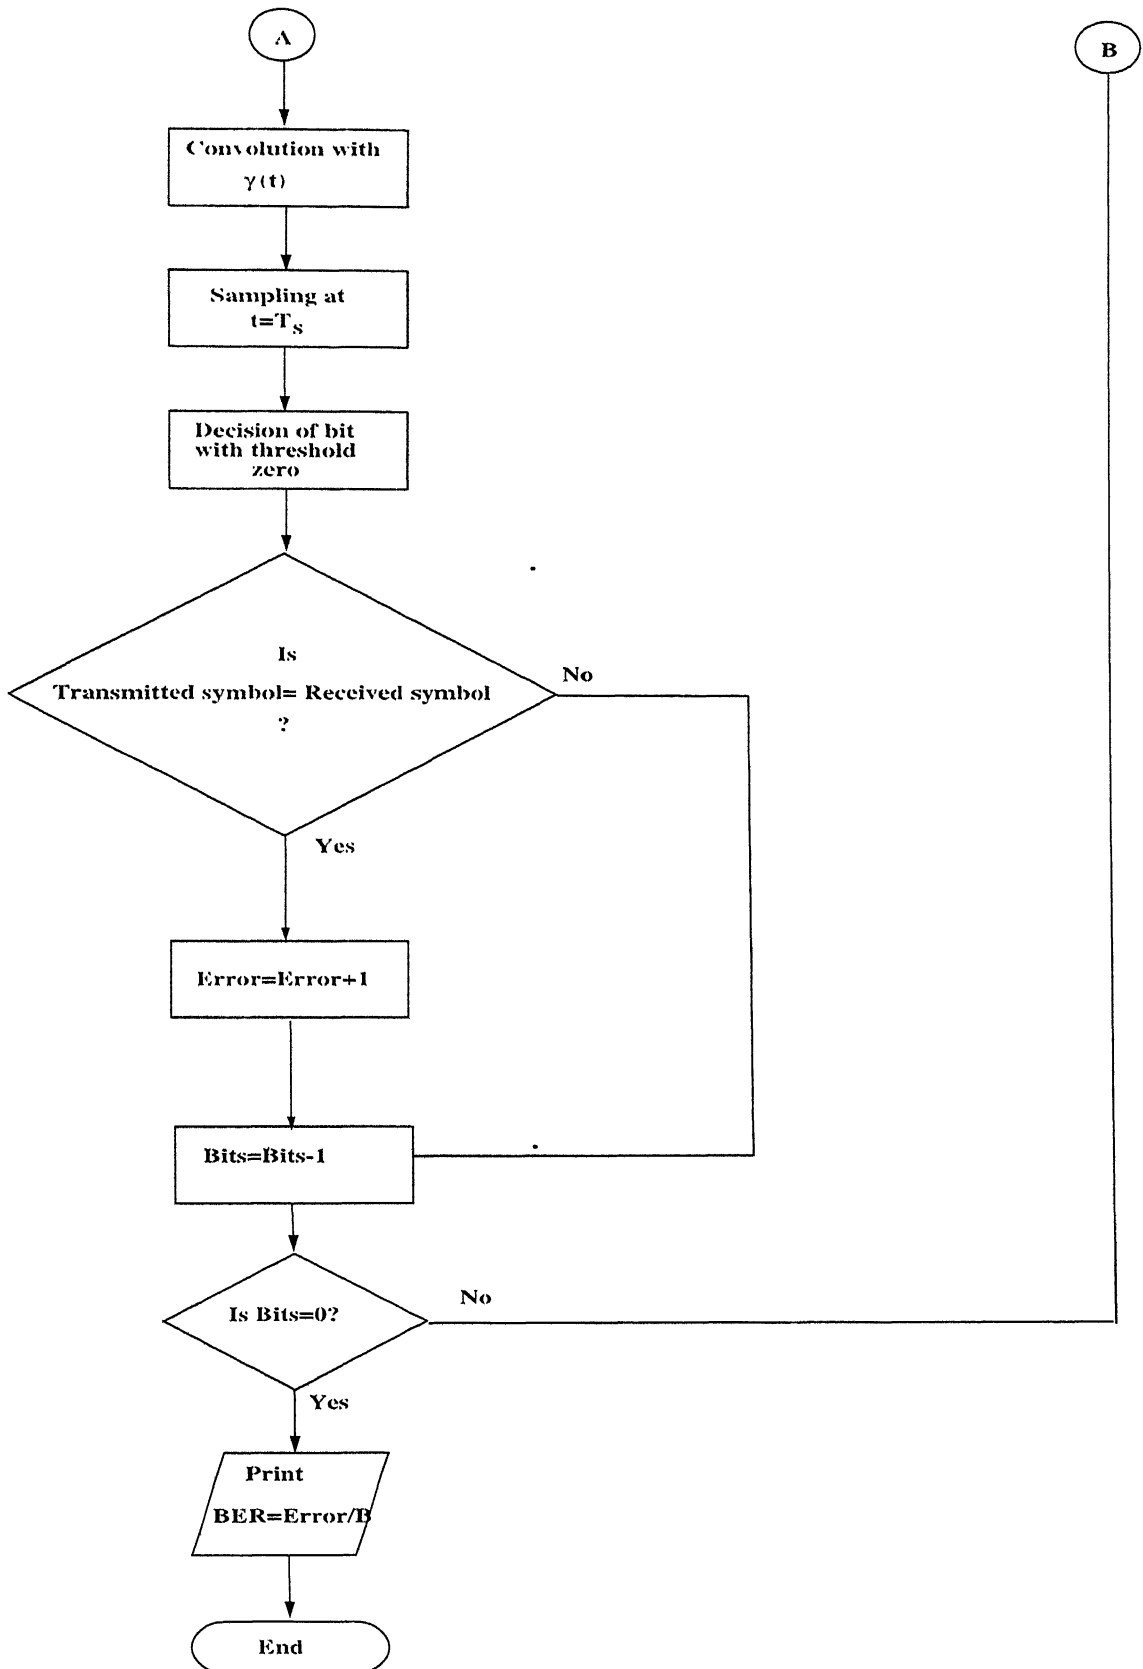 A
B
Convolution with
γ(t)
Sampling at
t=Ts
Decision of bit
with threshold
zero
Is
Transmitted symbol= Received symbol
?
No
Yes
Error=Error+1
Bits=Bits-1
Is Bits=0?
No
Yes
Print
BER=Error/B
End